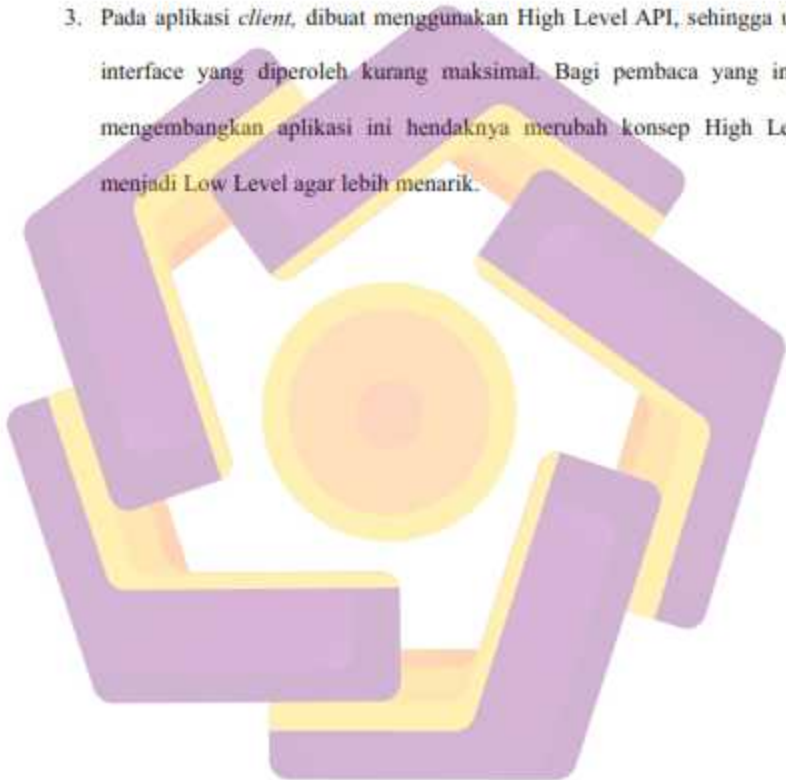 3. Pada aplikasi client, dibuat menggunakan High Level API, sehingga
interface yang diperoleh kurang maksimal. Bagi pembaca yang
mengembangkan aplikasi ini hendaknya merubah konsep High
menjadi Low Level agar lebih menarik.